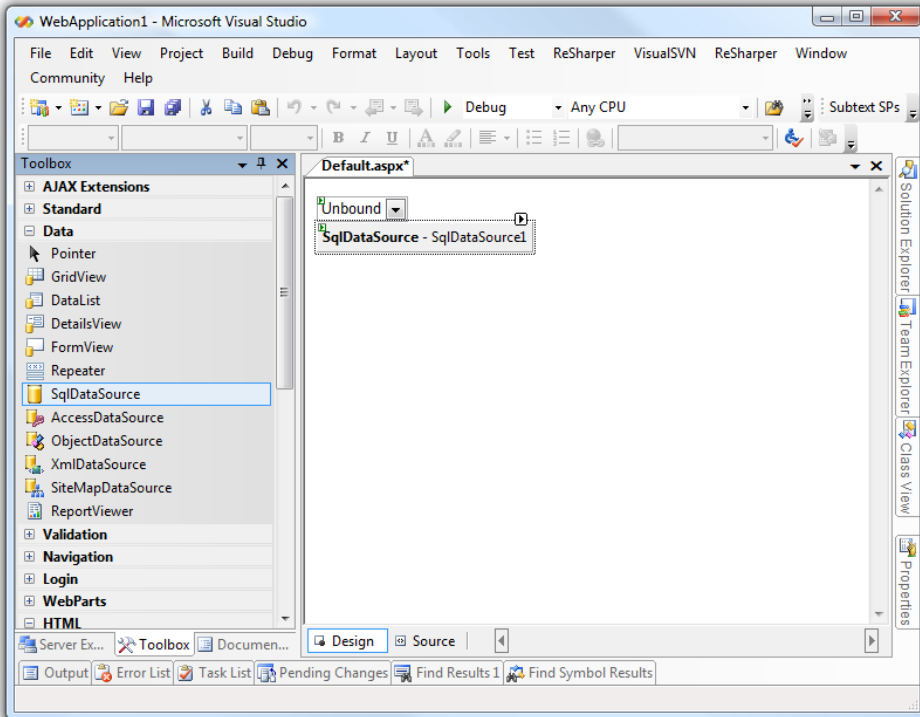 WebApplication1 - Microsoft Visual Studio
File Edit View Project Build Debug Format Layout Tools Test ReSharper VisualSVN ReSharper Window
Community Help
Debug Any CPU Subtext SPs
B I U A
Toolbox
Default.aspx*
AJAX Extensions
Standard
Data
Pointer
GridView
DataList
DetailsView
FormView
Repeater
SqlDataSource
AccessDataSource
ObjectDataSource
XmlDataSource
SiteMapDataSource
ReportViewer
Validation
Navigation
Login
WebParts
HTML
Unbound
SqlDataSource - SqlDataSource1
Solution Explorer
Team Explorer
Class View
Properties
Server Ex... Toolbox Documen...
Design Source
Output Error List Task List Pending Changes Find Results 1 Find Symbol Results